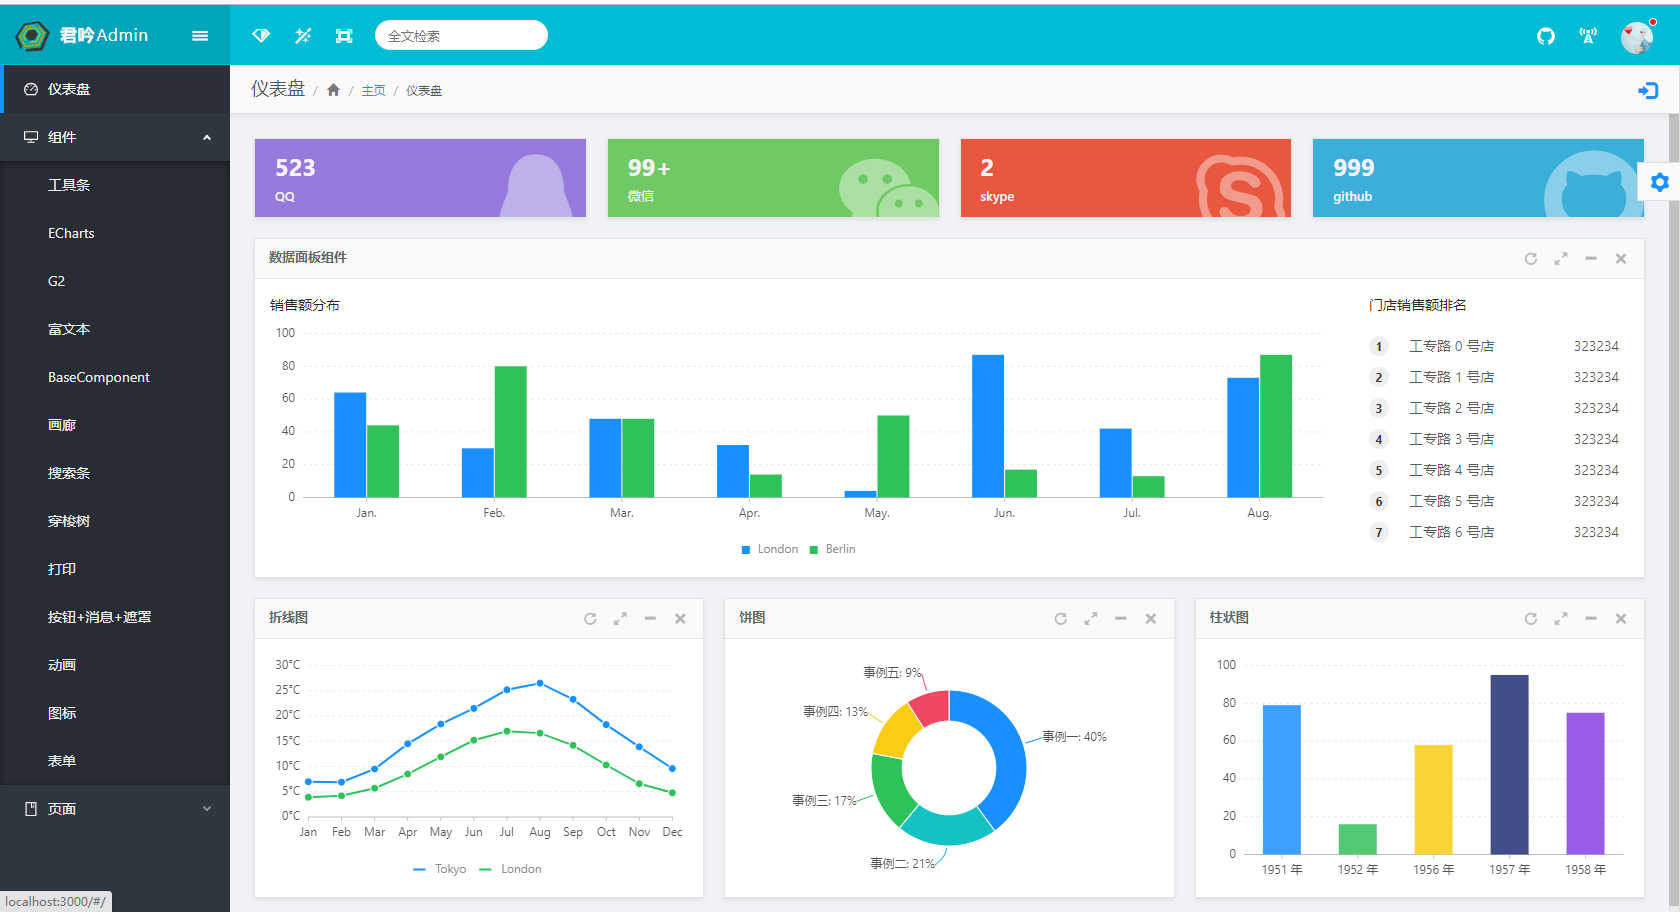 君吟Admin
全文检索
仪表盘
组件
工具条
ECharts
G2
富文本
BaseComponent
画廊
搜索条
穿梭树
打印
按钮+消息+遮罩
动画
图标
表单
页面
localhost:3000/#/
仪表盘 / / 主页 / 仪表盘
523
QQ
99+
微信
2
skype
999
github
数据面板组件
销售额分布
100
80
60
40
20
0
Jan. Feb. Mar. Apr. May. Jun. Jul. Aug.
London Berlin
门店销售额排名
1 工专路 0 号店 323234
2 工专路 1 号店 323234
3 工专路 2 号店 323234
4 工专路 3 号店 323234
5 工专路 4 号店 323234
6 工专路 5 号店 323234
7 工专路 6 号店 323234
折线图
30°C
25°C
20°C
15°C
10°C
5°C
0°C
Jan Feb Mar Apr May Jun Jul Aug Sep Oct Nov Dec
Tokyo London
饼图
事例五: 9%
事例四: 13%
事例一: 40%
事例三: 17%
事例二: 21%
柱状图
100
80
60
40
20
0
1951 年 1952 年 1956 年 1957 年 1958 年